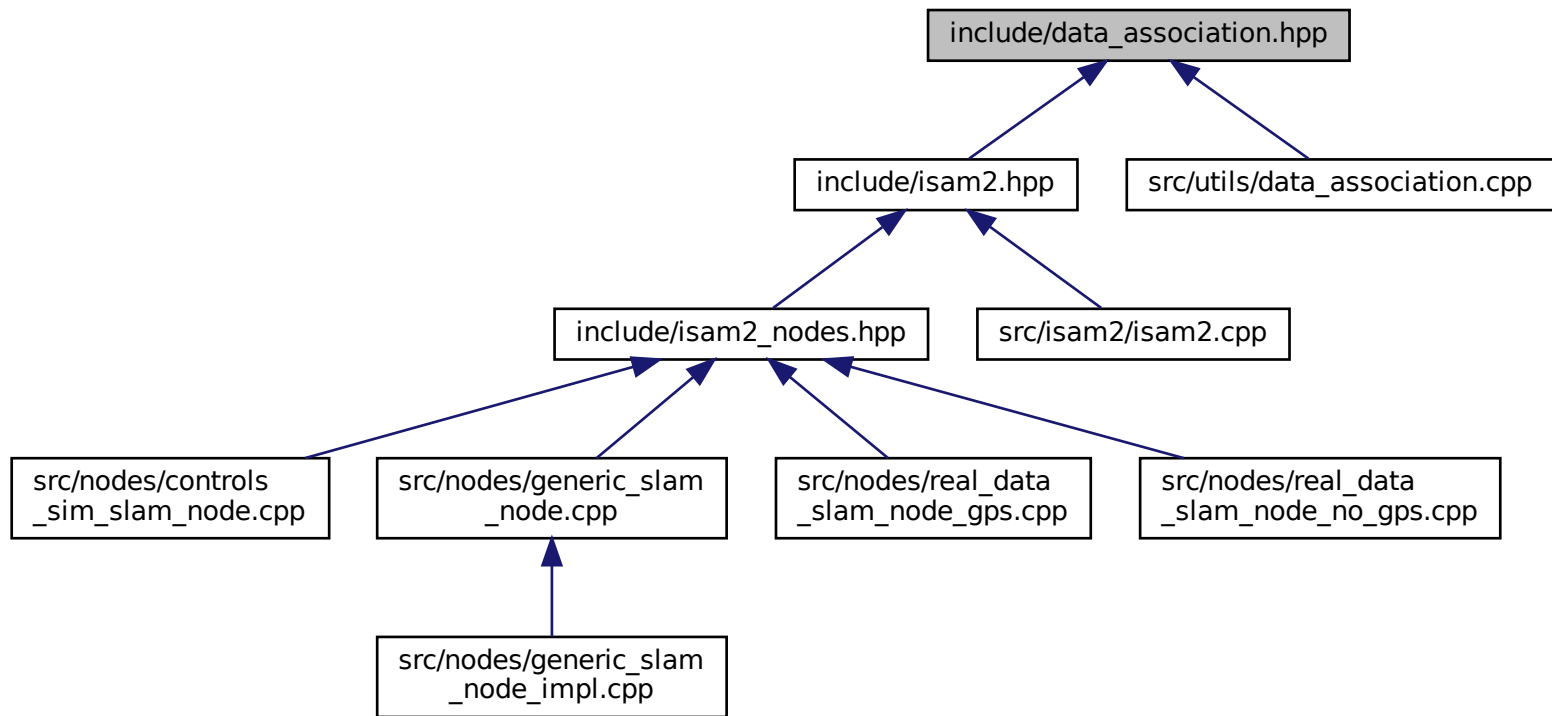 include/data_association.hpp
include/isam2.hpp
src/utils/data_association.cpp
include/isam2_nodes.hpp
src/isam2/isam2.cpp
src/nodes/controls
_sim_slam_node.cpp
src/nodes/generic_slam
_node.cpp
src/nodes/real_data
_slam_node_gps.cpp
src/nodes/real_data
_slam_node_no_gps.cpp
src/nodes/generic_slam
_node_impl.cpp